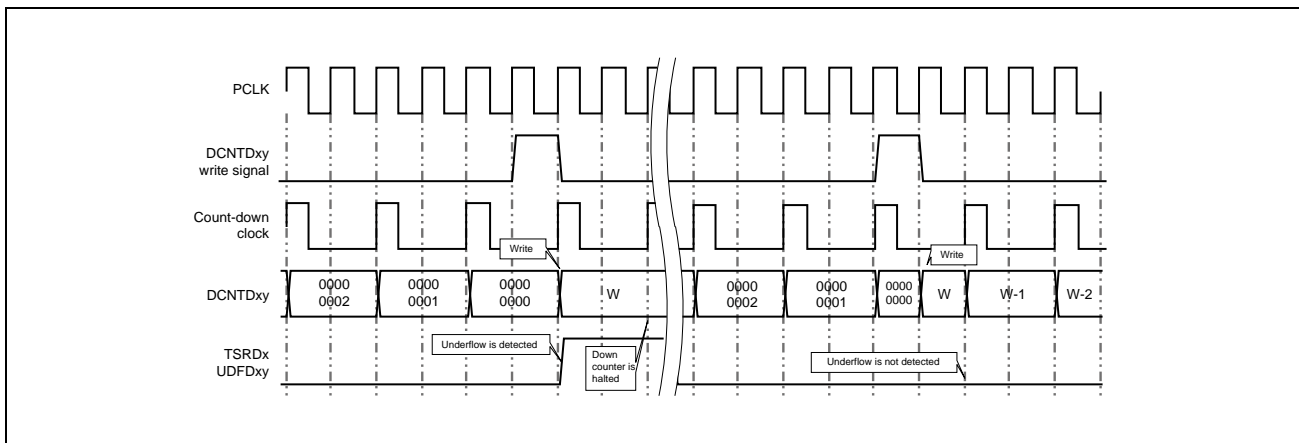 PCLK
DCNTDxy
write signal
Count-down
clock
Write
Write
DCNTDxy
0000
0002
0000
0001
0000
0000
W
0000
0002
0000
0001
0000
0000
W
W-1
W-2
TSRDx
UDFDxy
Underflow is detected
Down
counter is
halted
Underflow is not detected